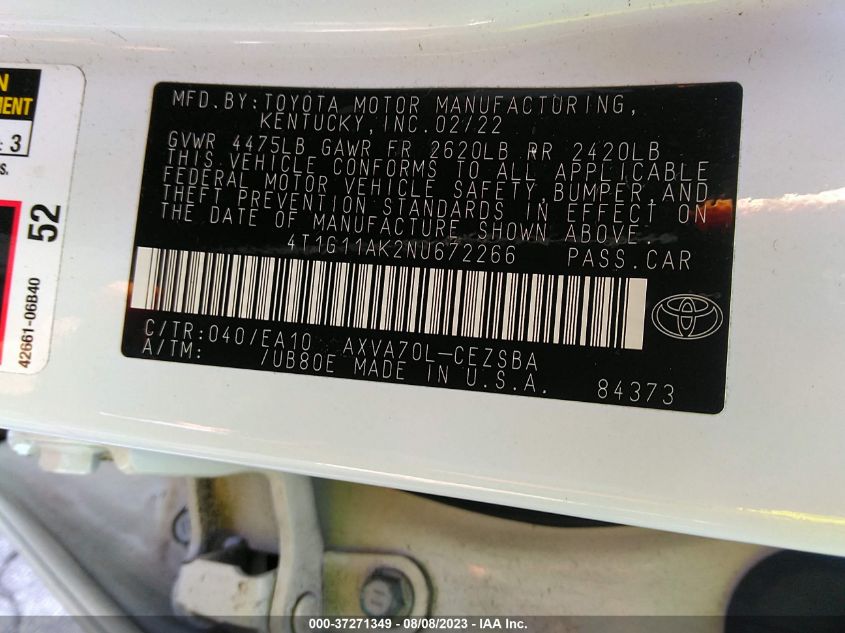 N
MENT
: 3
s.
52
42661-06B40
MFD.BY:TOYOTA MOTOR MANUFACTURING,
KENTUCKY,INC.02/22
GVWR 4475LB GAWR FR 2620LB RR 2420LB
THIS VEHICLE CONFORMS TO ALL APPLICABLE
FEDERAL MOTOR VEHICLE SAFETY,BUMPER,AND
THEFT PREVENTION STANDARDS IN EFFECT ON
THE DATE OF MANUFACTURE SHOWN ABOVE.
4T1G11AK2NU672266 PASS.CAR
C/TR:040/EA10 AXVA70L-CEZSBA
A/TM: 7UB80E MADE IN U.S.A. 84373
000-37271349 - 08/08/2023 - IAA Inc.